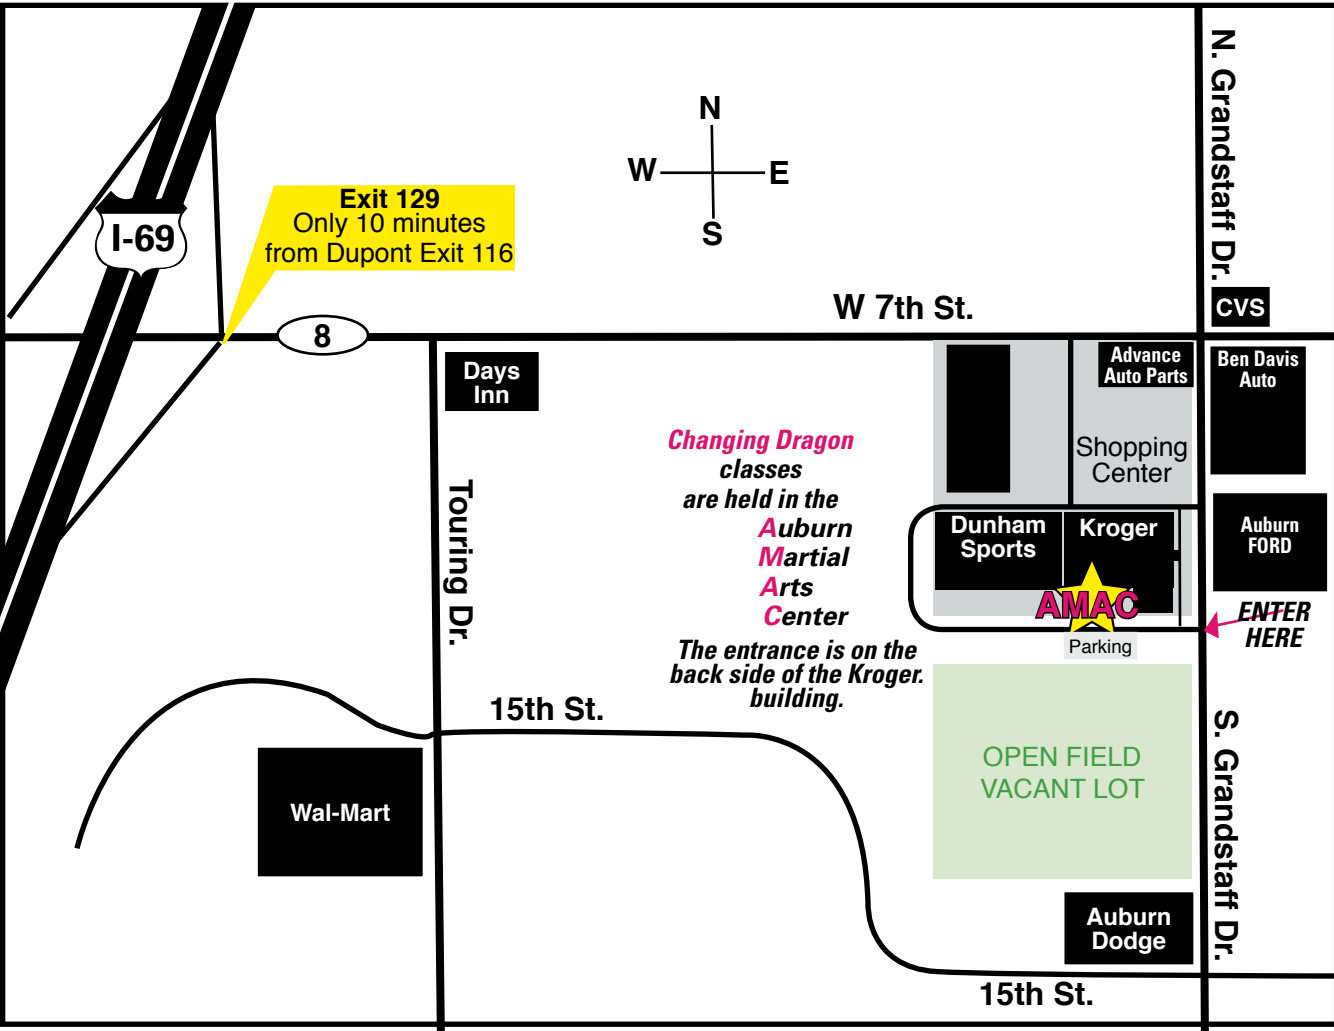 N. Grandstaff Dr.
N
W
E
S
I-69
Exit 129
Only 10 minutes
from Dupont Exit 116
W 7th St.
CVS
8
Days
Inn
Advance
Auto Parts
Ben Davis
Auto
Shopping
Center
Changing Dragon
classes
are held in the
Auburn
Martial
Arts
Center
The entrance is on the
back side of the Kroger.
building.
Touring Dr.
Dunham
Sports
Kroger
Auburn
FORD
AMAC
Parking
ENTER
HERE
15th St.
OPEN FIELD
VACANT LOT
S. Grandstaff Dr.
Wal-Mart
Auburn
Dodge
15th St.